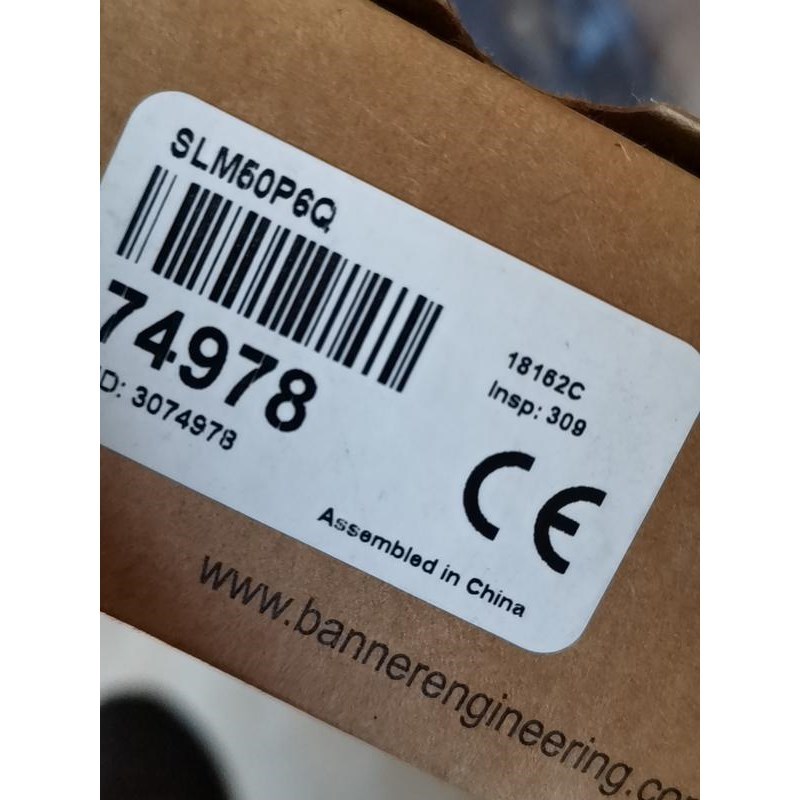 SLM50P6Q
74978
D: 3074978
18162C
Insp: 309
CE
Assembled in China
www.bannerengineering.co